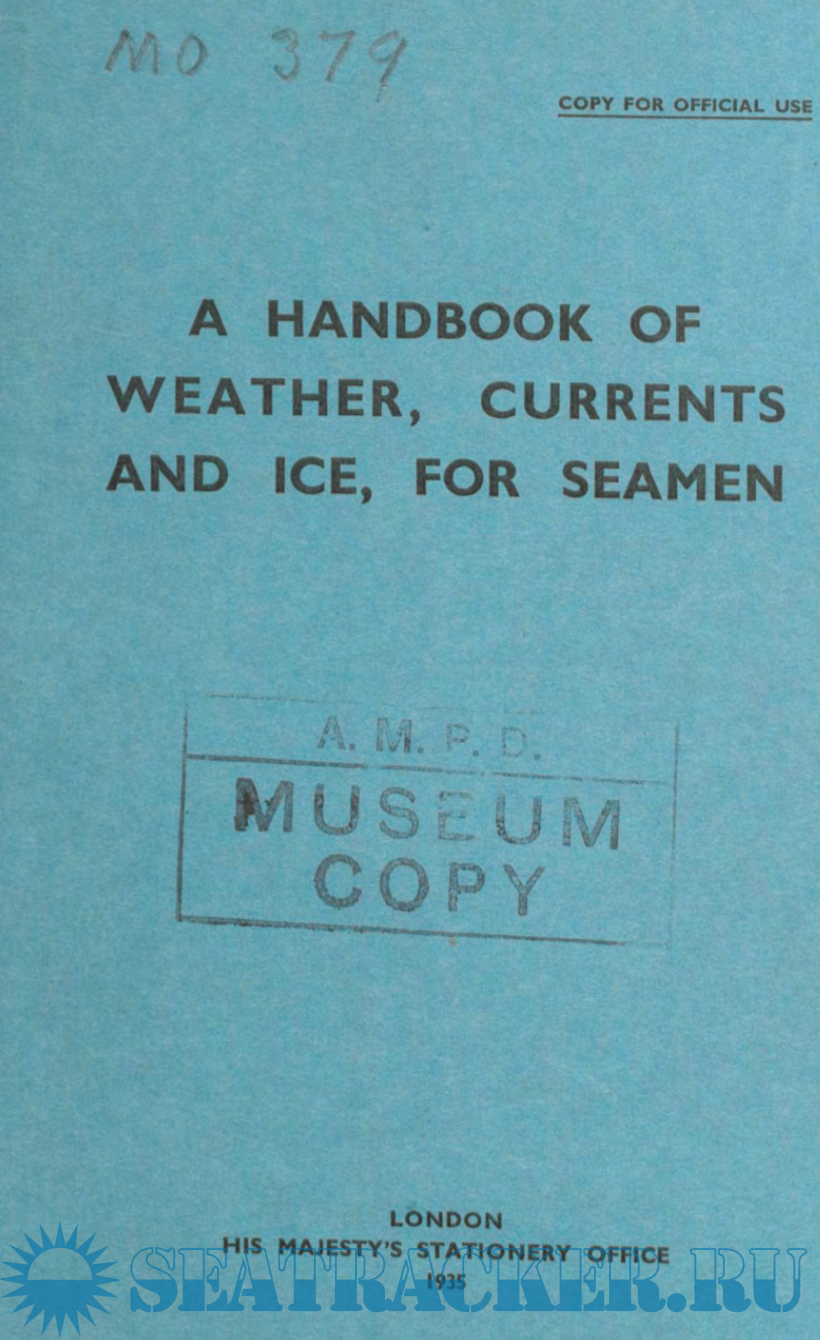 MO 379
COPY FOR OFFICIAL USE
A HANDBOOK OF
WEATHER, CURRENTS
AND ICE, FOR SEAMEN
A. M. P. D.
MUSEUM
COPY
LONDON
HIS MAJESTY'S STATIONERY OFFICE
1935
SEATRACKER.RU